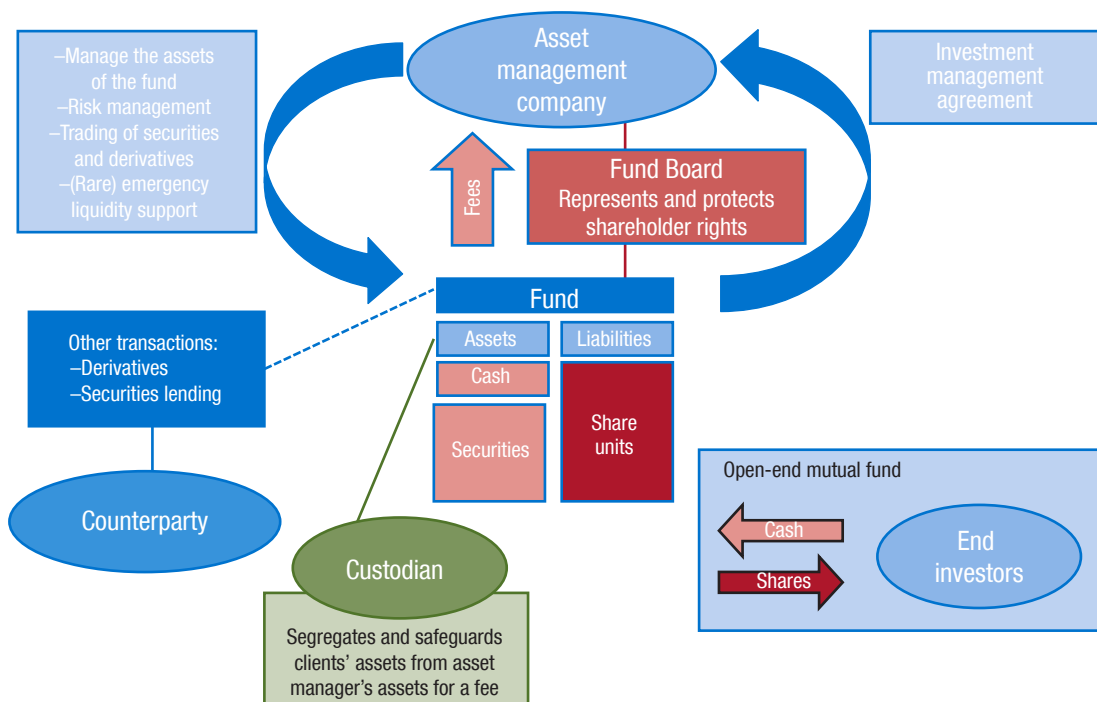 –Manage the assets
of the fund
–Risk management
–Trading of securities
and derivatives
–(Rare) emergency
liquidity support
Asset
management
company
Investment
management
agreement
Fees
Fund Board
Represents and protects
shareholder rights
Fund
Assets
Liabilities
Cash
Securities
Share
units
Other transactions:
–Derivatives
–Securities lending
Counterparty
Custodian
Segregates and safeguards
clients’ assets from asset
manager’s assets for a fee
Open-end mutual fund
Cash
Shares
End
investors